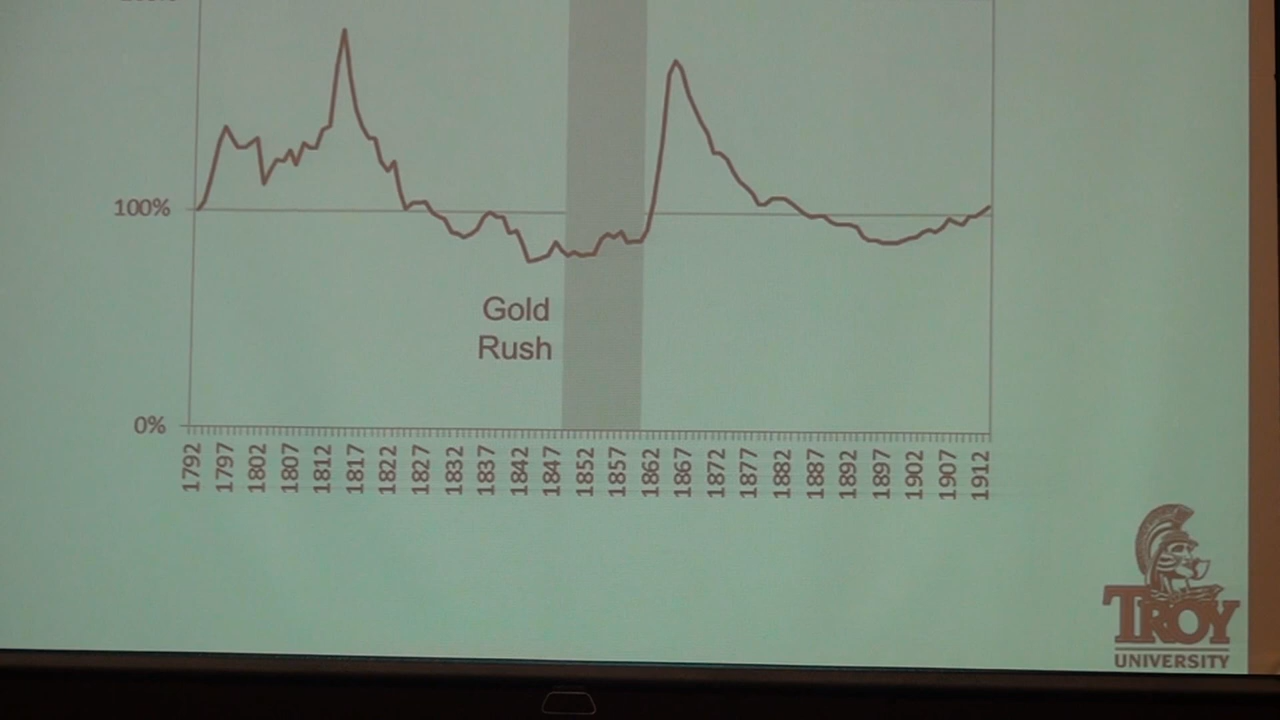 100%
Gold
Rush
0%
1792 1797 1802 1807 1812 1817 1822 1827 1832 1837 1842 1847 1852 1857 1862 1867 1872 1877 1882 1887 1892 1897 1902 1907 1912
TROY
UNIVERSITY